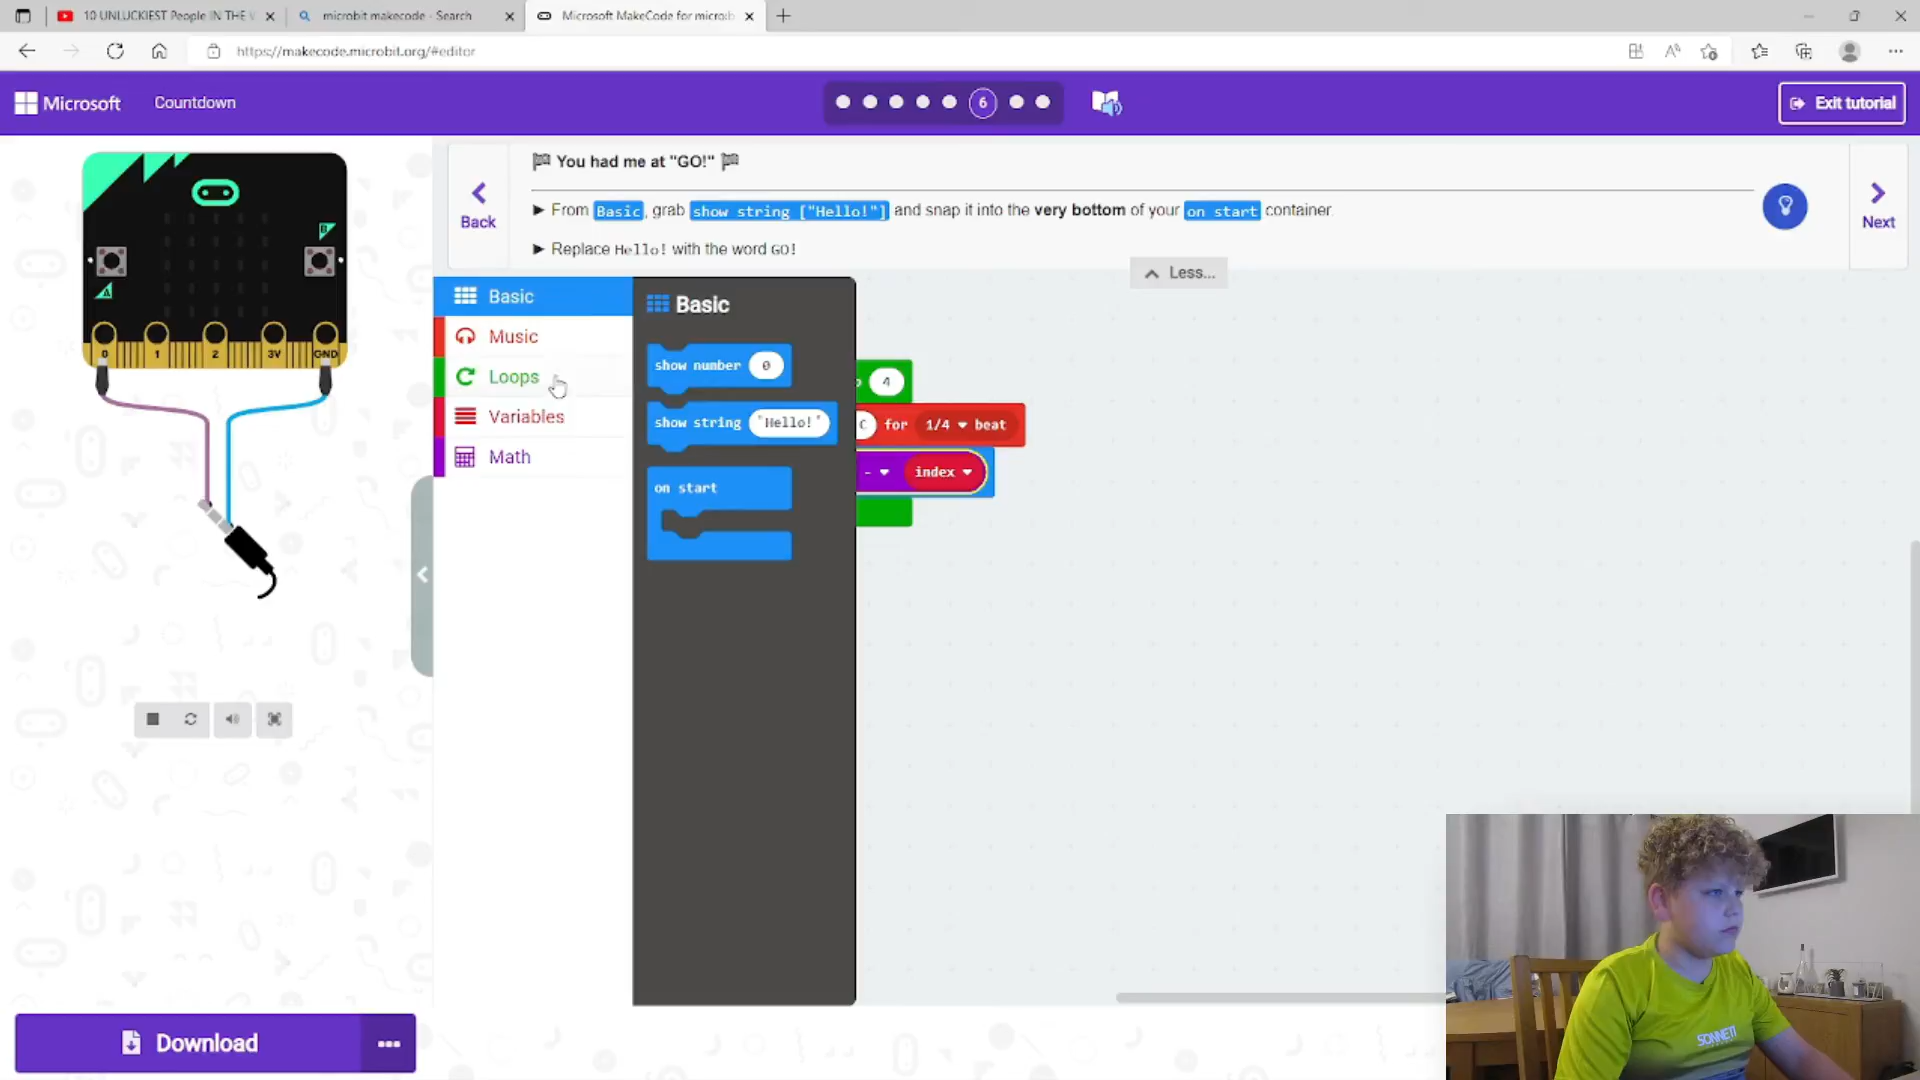 10 UNLUCKIEST People IN THE
microbit makecode - Search
Microsoft MakeCode for micro:b
https://makecode.microbit.org/#editor
Microsoft
Countdown
6
Exit tutorial
Back
You had me at "GO!"
From Basic, grab show string ["Hello!"] and snap it into the very bottom of your on start container.
Replace Hello! with the word GO!
Next
Less...
B
A
0 1 2 3V GND
Basic
Music
Loops
Variables
Math
Basic
show number 0
show string "Hello!"
on start
4
C for 1/4 beat
- index
Download
SONNETI